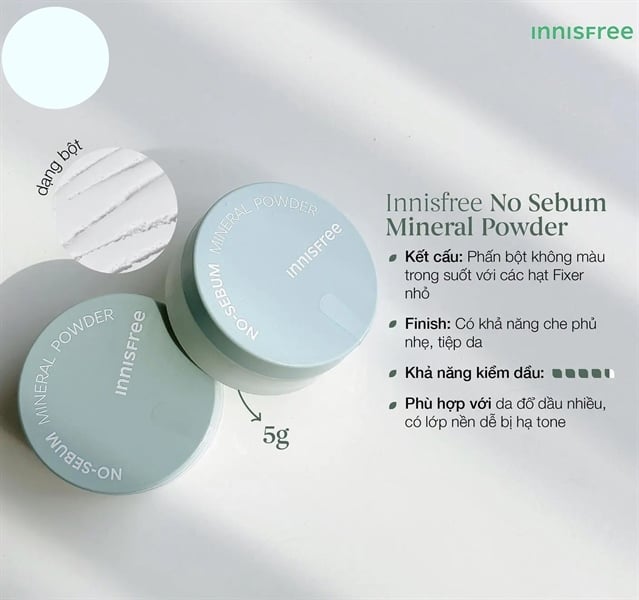 innisfree
dạng bột
NO-SEBUM MINERAL POWDER
innisfree
NO-SEBUM MINERAL POWDER
innisfree
5g
Innisfree No Sebum
Mineral Powder
Kết cấu: Phấn bột không màu
trong suốt với các hạt Fixer
nhỏ
Finish: Có khả năng che phủ
nhẹ, tiệp da
Khả năng kiểm dầu:
Phù hợp với da đổ dầu nhiều,
có lớp nền dễ bị hạ tone